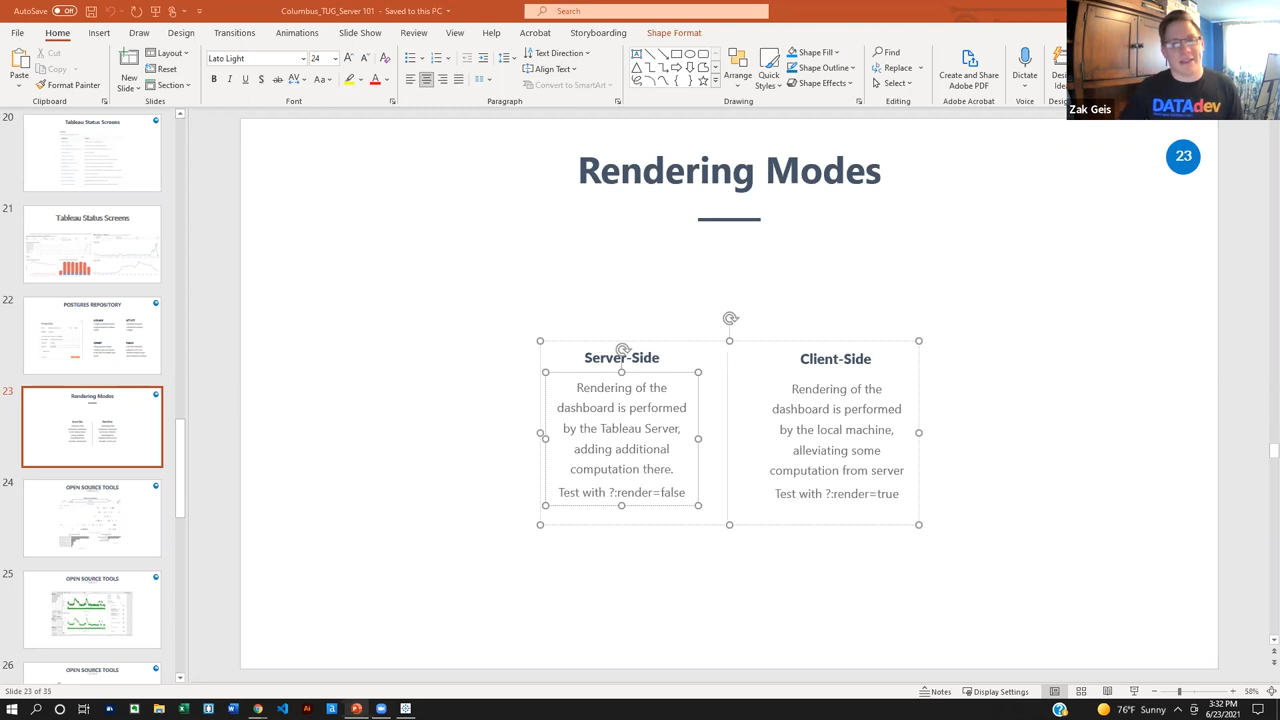 AutoSave Off
Columbus_TUG_Server 101 - Saved to this PC
Search
File Home Insert Draw Design Transitions Animations Slide Show Review View Acrobat Storyboarding Shape Format
Cut
Copy
Format Painter
Paste
Clipboard
New
Slide
Layout
Reset
Section
Slides
Lato Light 24
Font
Text Direction
Align Text
Convert to SmartArt
Paragraph
Arrange
Quick
Styles
Shape Fill
Shape Outline
Shape Effects
Drawing
Find
Replace
Select
Editing
Create and Share
Adobe PDF
Adobe Acrobat
Dictate
Voice
DATAdev
Zak Geis
20
Tableau Status Screens
21
Tableau Status Screens
22
POSTGRES REPOSITORY
23
Rendering Modes
24
OPEN SOURCE TOOLS
25
OPEN SOURCE TOOLS
26
OPEN SOURCE TOOLS
Rendering Modes
23
Server-Side
Rendering of the
dashboard is performed
by the Tableau Server,
adding additional
computation there.
Test with ?:render=false
Client-Side
Rendering of the
dashboard is performed
by the local machine,
alleviating some
computation from server
Test with ?:render=true
Slide 23 of 35
Notes
Display Settings
58%
76°F Sunny
3:32 PM
6/23/2021